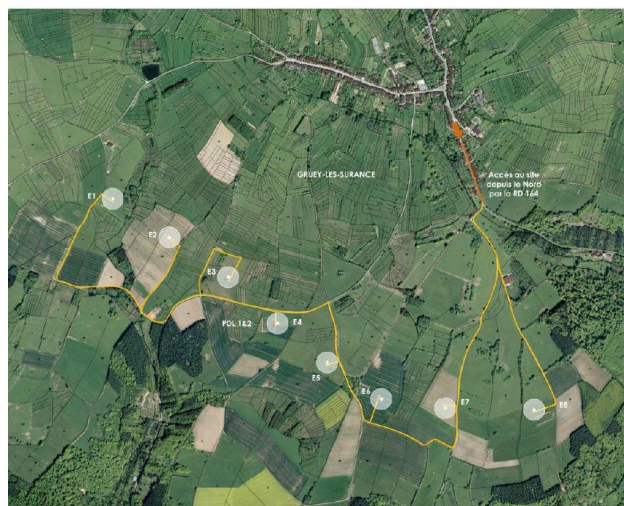 GRUEY-LES-SURANCE
Accès au site
depuis le Nord
par la RD 164
E1
E2
E3
PDL 1&2
E4
E5
E6
E7
E8